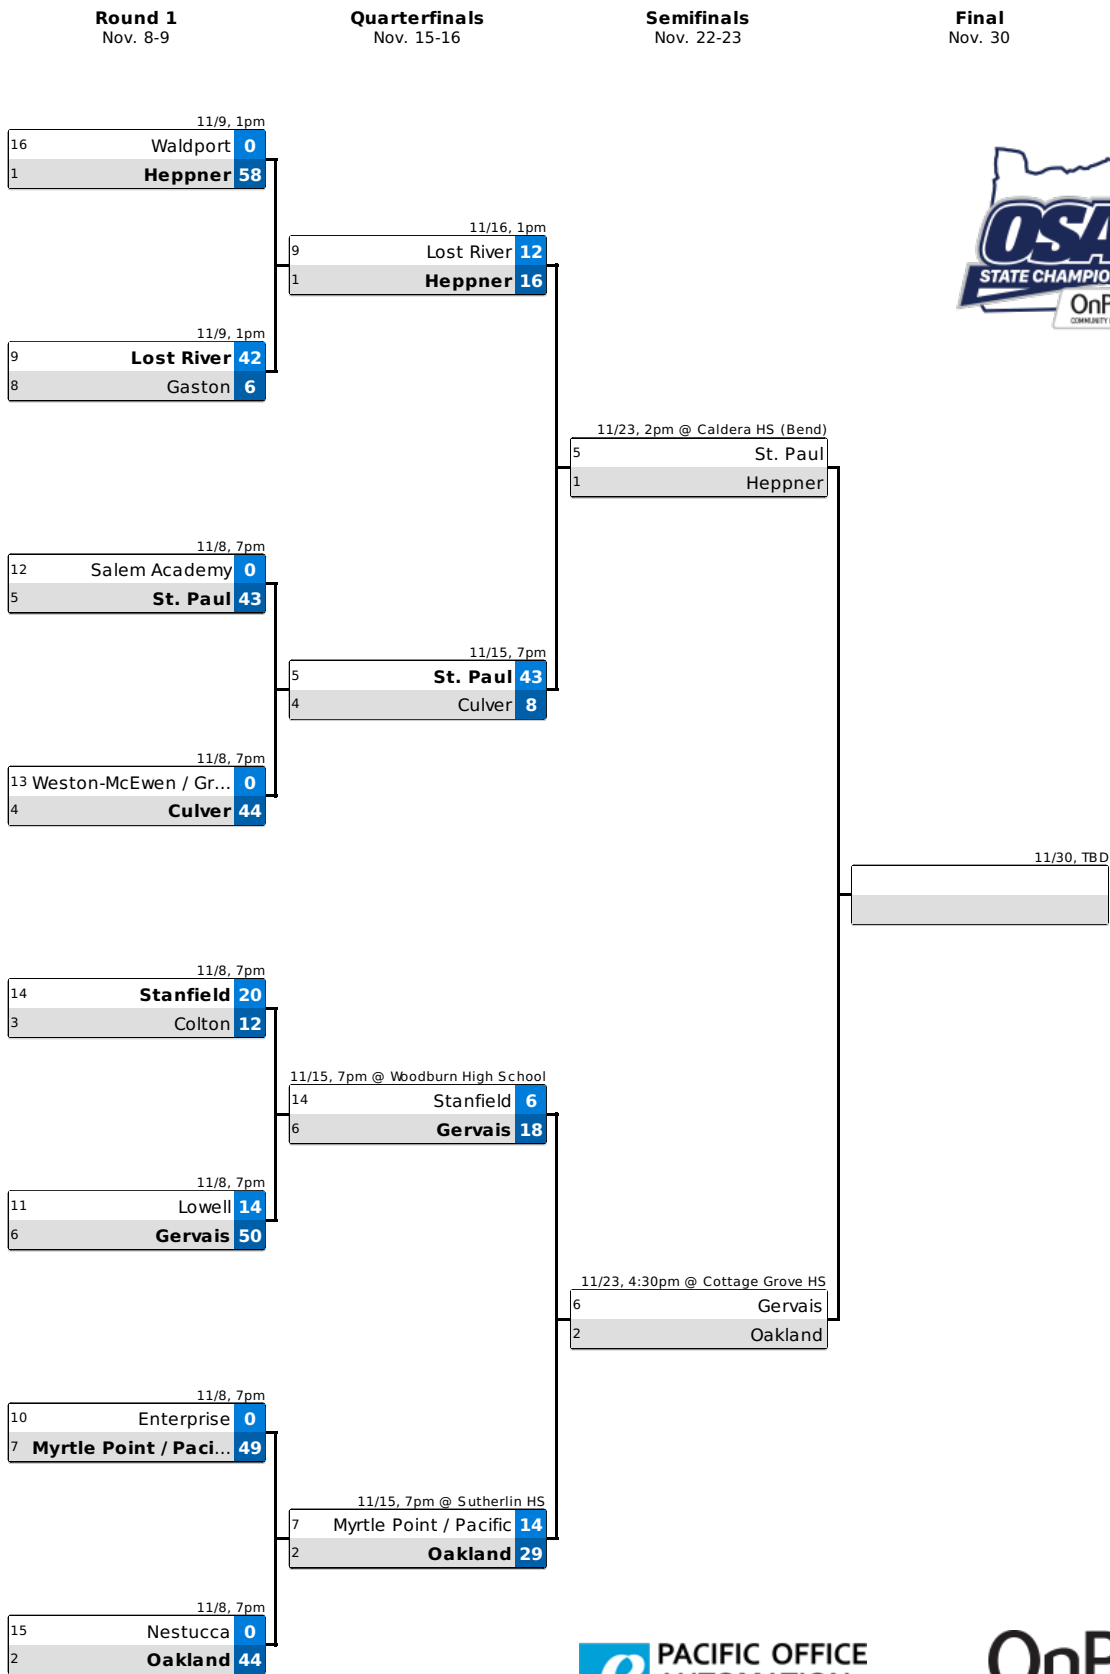 Round 1
Nov. 8-9
Quarterfinals
Nov. 15-16
Semifinals
Nov. 22-23
Final
Nov. 30
11/9, 1pm
16 Waldport 0
1 Heppner 58
11/9, 1pm
9 Lost River 42
8 Gaston 6
11/8, 7pm
12 Salem Academy 0
5 St. Paul 43
11/8, 7pm
13 Weston-McEwen / Gr... 0
4 Culver 44
11/8, 7pm
14 Stanfield 20
3 Colton 12
11/8, 7pm
11 Lowell 14
6 Gervais 50
11/8, 7pm
10 Enterprise 0
7 Myrtle Point / Paci... 49
11/8, 7pm
15 Nestucca 0
2 Oakland 44
11/16, 1pm
9 Lost River 12
1 Heppner 16
11/15, 7pm
5 St. Paul 43
4 Culver 8
11/15, 7pm @ Woodburn High School
14 Stanfield 6
6 Gervais 18
11/15, 7pm @ Sutherlin HS
7 Myrtle Point / Pacific 14
2 Oakland 29
11/23, 2pm @ Caldera HS (Bend)
5 St. Paul
1 Heppner
11/23, 4:30pm @ Cottage Grove HS
6 Gervais
2 Oakland
11/30, TBD
OSA
STATE CHAMPIO
OnP
COMMUNITY
PACIFIC OFFICE
AUTOMATION
OnP